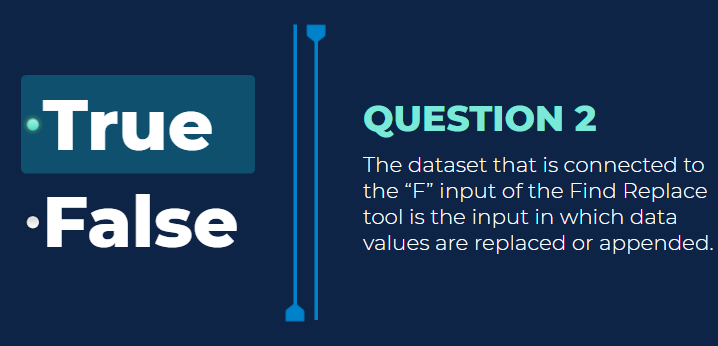 True
False
QUESTION 2
The dataset that is connected to
the “F” input of the Find Replace
tool is the input in which data
values are replaced or appended.